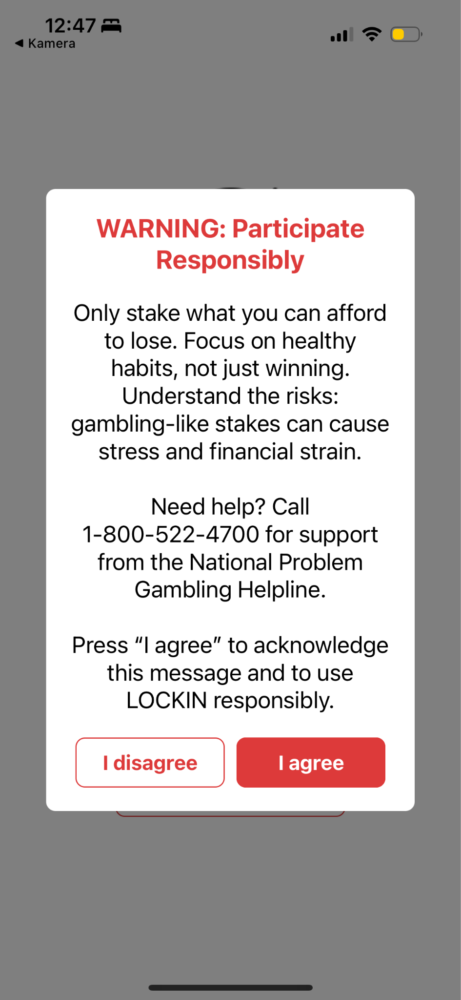 12:47
◀ Kamera
WARNING: Participate
Responsibly
Only stake what you can afford
to lose. Focus on healthy
habits, not just winning.
Understand the risks:
gambling-like stakes can cause
stress and financial strain.
Need help? Call
1-800-522-4700 for support
from the National Problem
Gambling Helpline.
Press “I agree” to acknowledge
this message and to use
LOCKIN responsibly.
I disagree
I agree